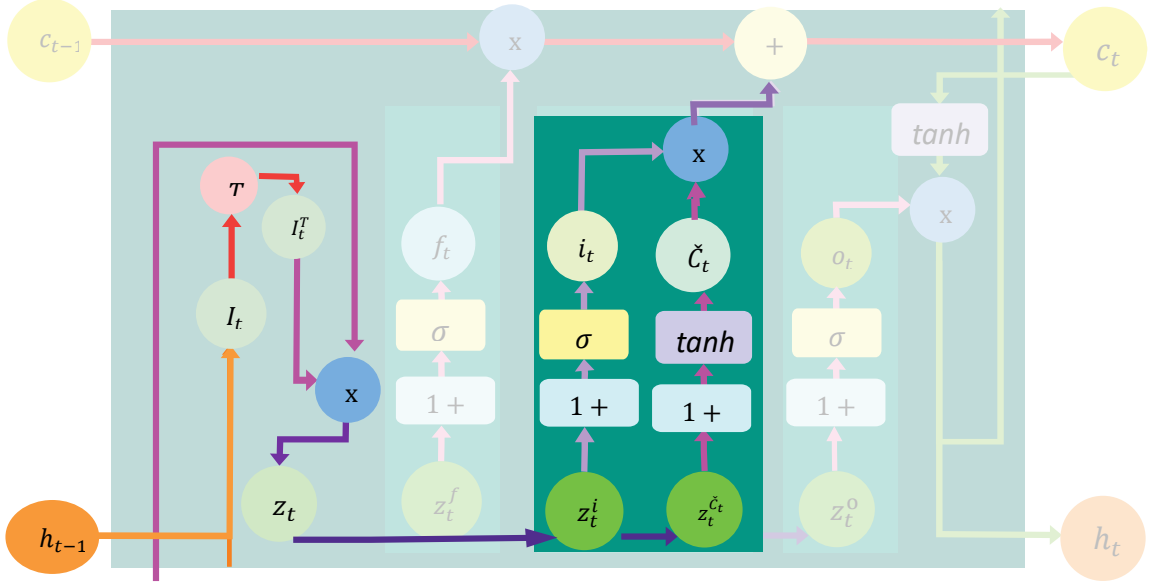 c_{t-1}
x
+
c_t
tanh
x
T
I_t^T
x
f_t
i_t
Č_t
o_t
I_t
σ
σ
tanh
σ
x
1 +
1 +
1 +
1 +
z_t
z_t^f
z_t^i
z_t^{Č_t}
z_t^o
h_{t-1}
h_t